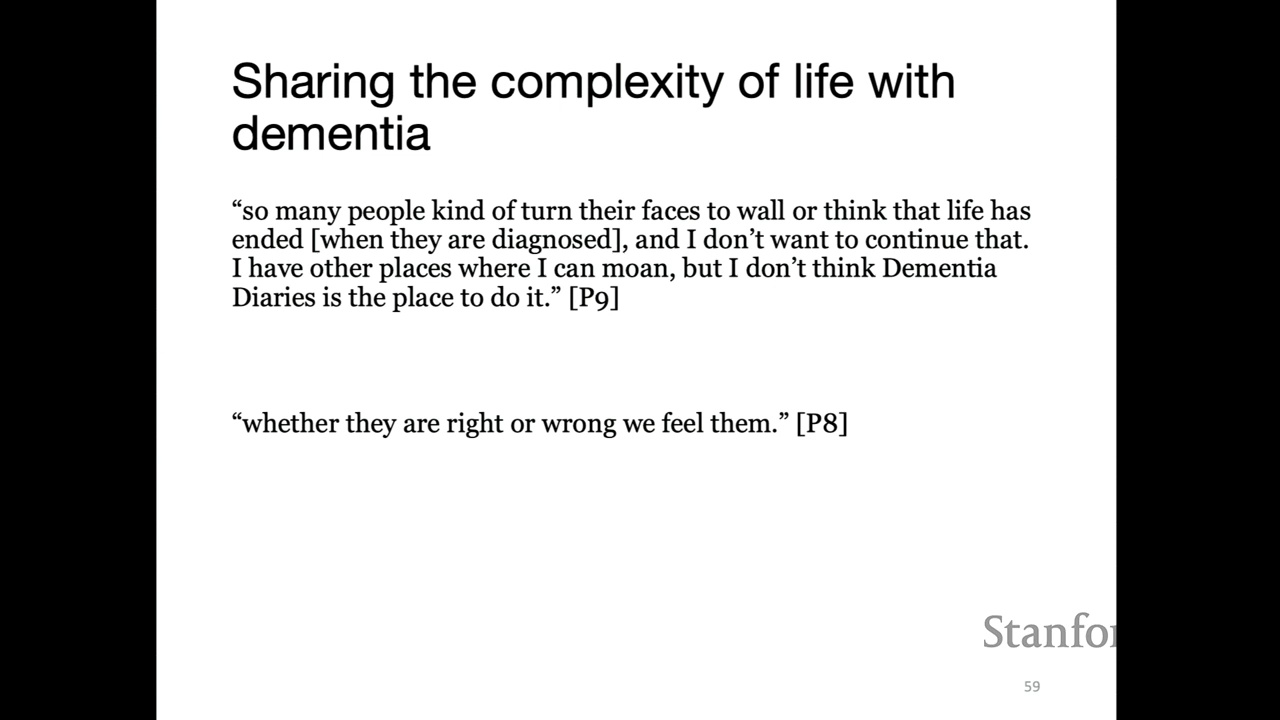 Sharing the complexity of life with
dementia
“so many people kind of turn their faces to wall or think that life has
ended [when they are diagnosed], and I don’t want to continue that.
I have other places where I can moan, but I don’t think Dementia
Diaries is the place to do it.” [P9]
“whether they are right or wrong we feel them.” [P8]
Stanfor
59